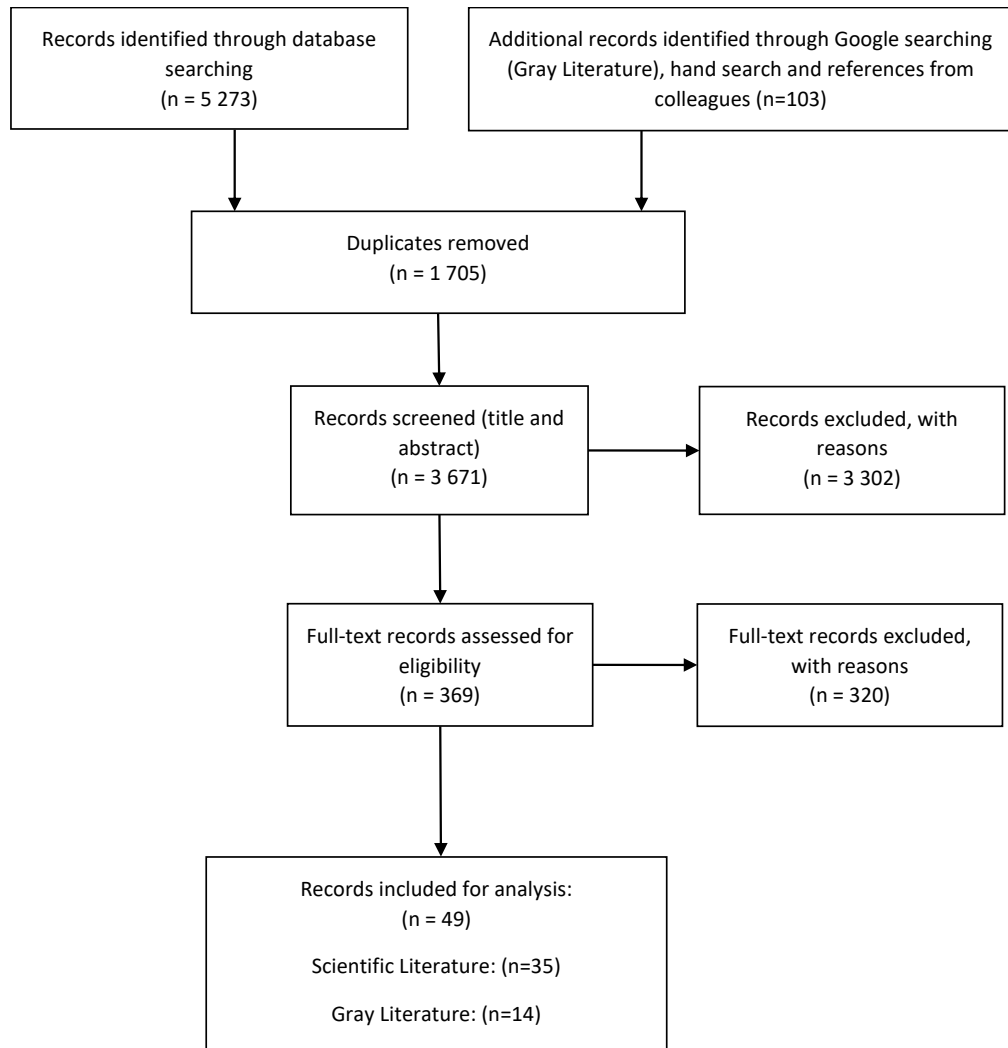 Records identified through database
searching
(n = 5 273)
Additional records identified through Google searching
(Gray Literature), hand search and references from
colleagues (n=103)
Duplicates removed
(n = 1 705)
Records screened (title and
abstract)
(n = 3 671)
Records excluded, with
reasons
(n = 3 302)
Full-text records assessed for
eligibility
(n = 369)
Full-text records excluded,
with reasons
(n = 320)
Records included for analysis:
(n = 49)
Scientific Literature: (n=35)
Gray Literature: (n=14)